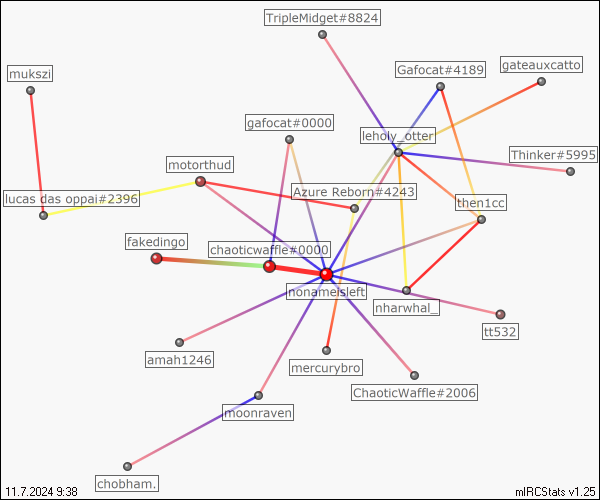 TripleMidget#8824
mukszi
Gafocat#4189
gateauxcatto
gafocat#0000
leholy_otter
motorthud
Thinker#5995
lucas das oppai#2396
Azure Reborn#4243
then1cc
fakedingo
chaoticwaffle#0000
nonameisleft
nharwhal_
tt532
amah1246
mercurybro
ChaoticWaffle#2006
moonraven
chobham.
11.7.2024 9:38
mIRCStats v1.25